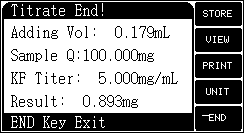 Titrate End!
Adding Vol: 0.179mL
Sample Q:100.000mg
KF Titer: 5.000mg/mL
Result: 0.893mg
END Key Exit
STORE
VIEW
PRINT
UNIT
END